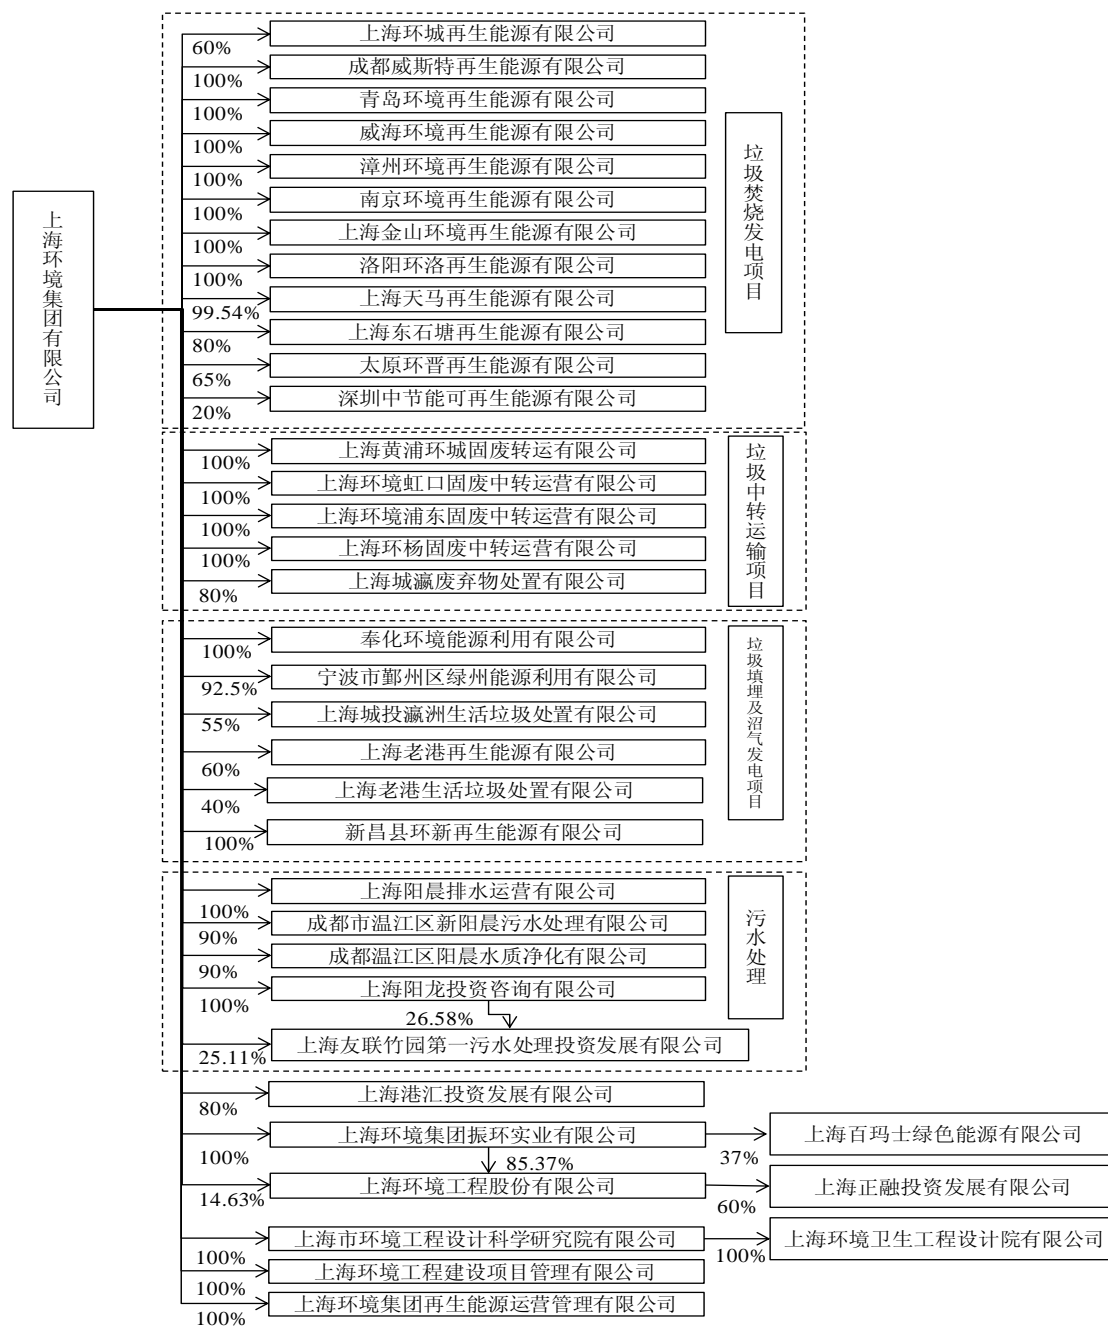 上海环境集团有限公司
上海环城再生能源有限公司
60%
成都威斯特再生能源有限公司
100%
青岛环境再生能源有限公司
100%
威海环境再生能源有限公司
100%
漳州环境再生能源有限公司
100%
南京环境再生能源有限公司
100%
上海金山环境再生能源有限公司
100%
洛阳环洛再生能源有限公司
100%
上海天马再生能源有限公司
99.54%
上海东石塘再生能源有限公司
80%
太原环晋再生能源有限公司
65%
深圳中节能可再生能源有限公司
20%
垃圾焚烧发电项目
上海黄浦环城固废转运有限公司
100%
上海环境虹口固废中转运营有限公司
100%
上海环境浦东固废中转运营有限公司
100%
上海环杨固废中转运营有限公司
100%
上海城瀛废弃物处置有限公司
80%
垃圾中转运输项目
奉化环境能源利用有限公司
100%
宁波市鄞州区绿州能源利用有限公司
92.5%
上海城投瀛洲生活垃圾处置有限公司
55%
上海老港再生能源有限公司
60%
上海老港生活垃圾处置有限公司
40%
新昌县环新再生能源有限公司
100%
垃圾填埋及沼气发电项目
上海阳晨排水运营有限公司
100%
成都市温江区新阳晨污水处理有限公司
90%
成都温江区阳晨水质净化有限公司
90%
上海阳龙投资咨询有限公司
100%
26.58%
上海友联竹园第一污水处理投资发展有限公司
25.11%
污水处理
上海港汇投资发展有限公司
80%
上海环境集团振环实业有限公司
100%
37%
上海百玛士绿色能源有限公司
85.37%
上海环境工程股份有限公司
14.63%
60%
上海正融投资发展有限公司
上海市环境工程设计科学研究院有限公司
100%
100%
上海环境卫生工程设计院有限公司
上海环境工程建设项目管理有限公司
100%
上海环境集团再生能源运营管理有限公司
100%